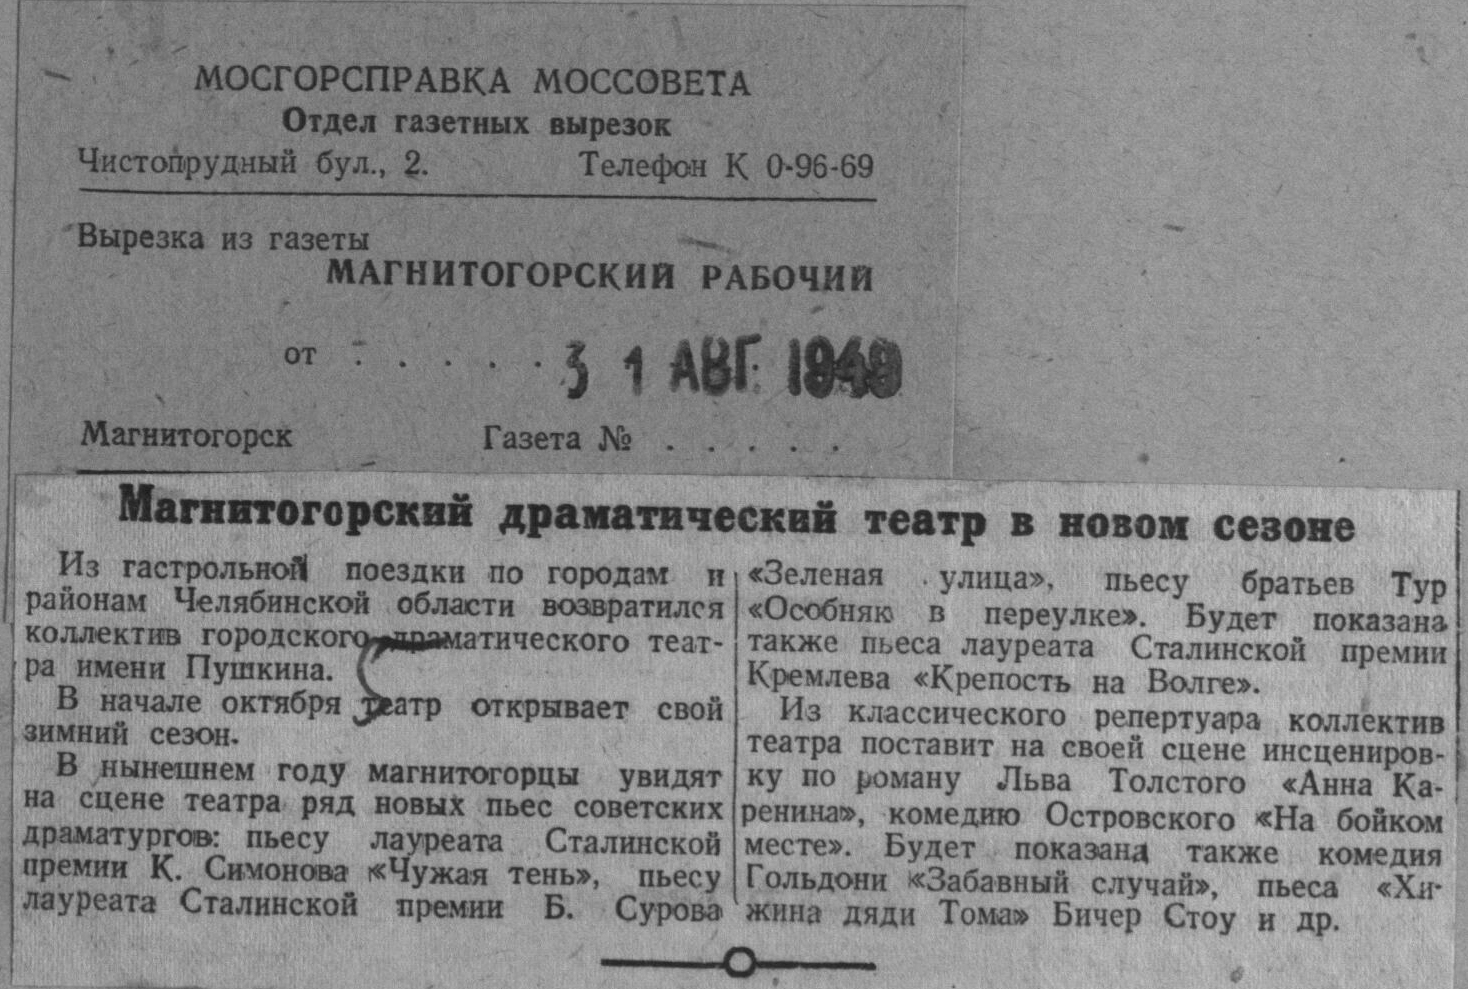 МОСГОРСПРАВКА МОССОВЕТА
Отдел газетных вырезок
Чистопрудный бул., 2. Телефон К 0-96-69
Вырезка из газеты
МАГНИТОГОРСКИЙ РАБОЧИЙ
от . . . . . 31 АВГ 1949
Магнитогорск Газета № . . . . .
Магнитогорский драматический театр в новом сезоне
Из гастрольной поездки по городам и
районам Челябинской области возвратился
коллектив городского драматического теат-
ра имени Пушкина.
В начале октября театр открывает свой
зимний сезон.
В нынешнем году магнитогорцы увидят
на сцене театра ряд новых пьес советских
драматургов: пьесу лауреата Сталинской
премии К. Симонова «Чужая тень», пьесу
лауреата Сталинской премии Б. Сурова
«Зеленая улица», пьесу братьев Тур
«Особняк в переулке». Будет показана
также пьеса лауреата Сталинской премии
Кремлева «Крепость на Волге».
Из классического репертуара коллектив
театра поставит на своей сцене инсцениров-
ку по роману Льва Толстого «Анна Ка-
ренина», комедию Островского «На бойком
месте». Будет показана также комедия
Гольдони «Забавный случай», пьеса «Хи-
жина дяди Тома» Бичер Стоу и др.